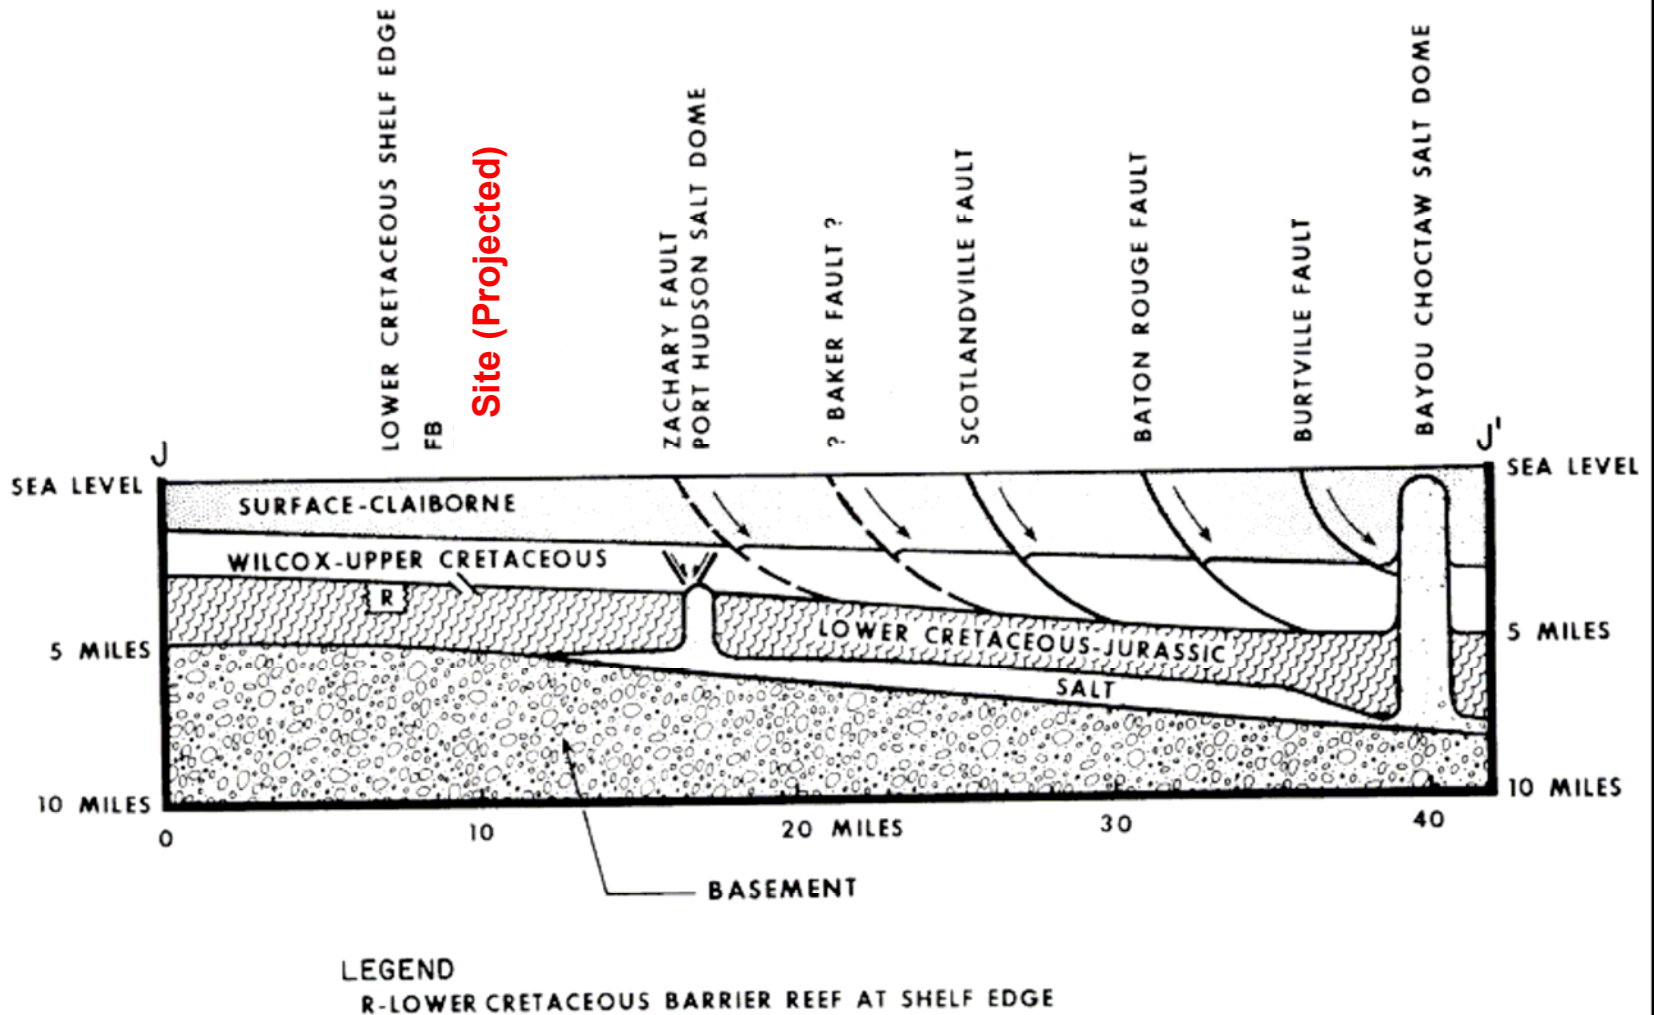 LOWER CRETACEOUS SHELF EDGE
FB
Site (Projected)
ZACHARY FAULT
PORT HUDSON SALT DOME
? BAKER FAULT ?
SCOTLANDVILLE FAULT
BATON ROUGE FAULT
BURTVILLE FAULT
BAYOU CHOCTAW SALT DOME
J
J'
SEA LEVEL
SEA LEVEL
SURFACE-CLAIBORNE
WILCOX-UPPER CRETACEOUS
R
LOWER CRETACEOUS-JURASSIC
5 MILES
5 MILES
SALT
10 MILES
10 MILES
0
10
20 MILES
30
40
BASEMENT
LEGEND
R-LOWER CRETACEOUS BARRIER REEF AT SHELF EDGE